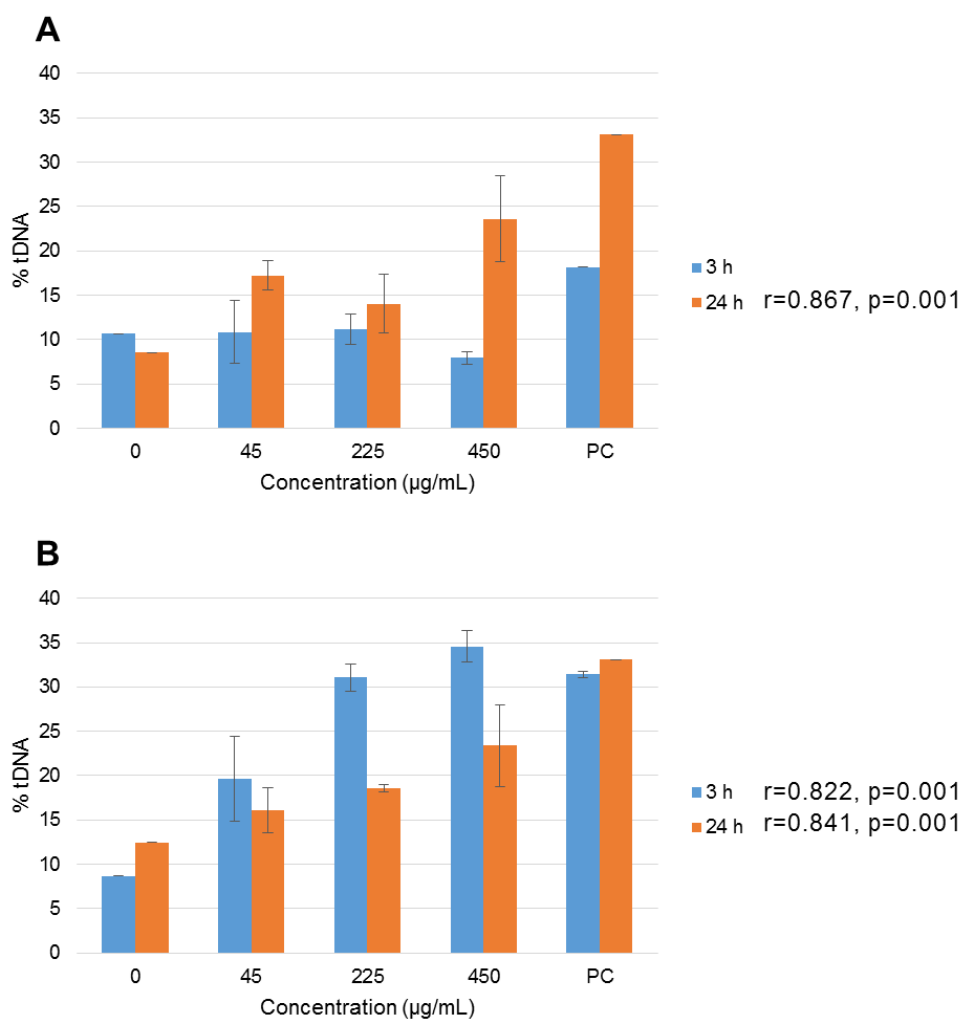 A
40
35
30
25
20
15
10
5
0
% tDNA
0 45 225 450 PC
Concentration (µg/mL)
3 h
24 h r=0.867, p=0.001
B
40
35
30
25
20
15
10
5
0
% tDNA
0 45 225 450 PC
Concentration (µg/mL)
3 h r=0.822, p=0.001
24 h r=0.841, p=0.001